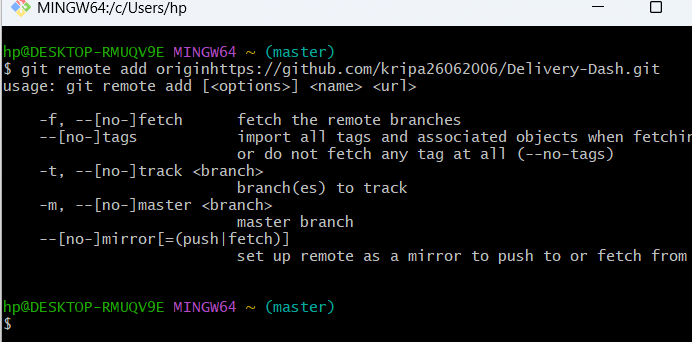 MINGW64:/c/Users/hp
hp@DESKTOP-RMUQV9E MINGW64 ~ (master)
$ git remote add originhttps://github.com/kripa26062006/Delivery-Dash.git
usage: git remote add [<options>] <name> <url>
-f, --[no-]fetch fetch the remote branches
--[no-]tags import all tags and associated objects when fetchin
or do not fetch any tag at all (--no-tags)
-t, --[no-]track <branch>
branch(es) to track
-m, --[no-]master <branch>
master branch
--[no-]mirror[=(push|fetch)]
set up remote as a mirror to push to or fetch from
hp@DESKTOP-RMUQV9E MINGW64 ~ (master)
$